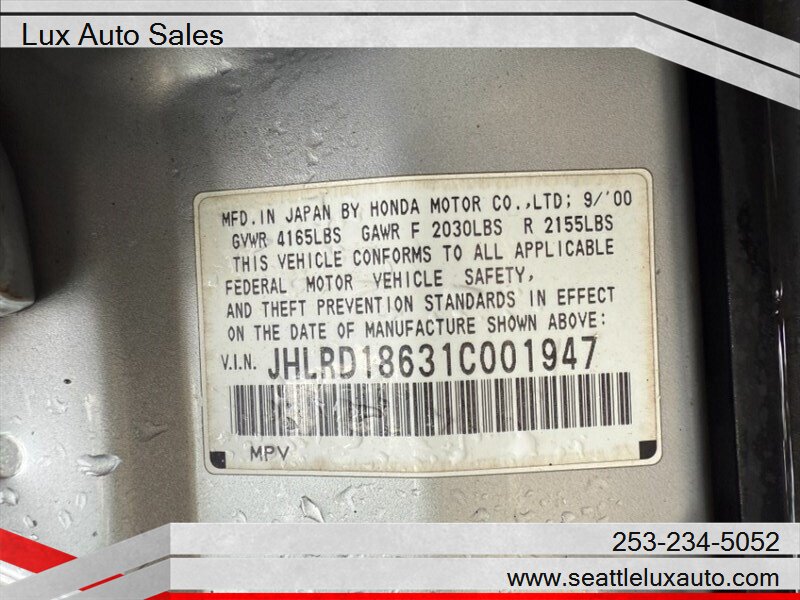 Lux Auto Sales
MFD.IN JAPAN BY HONDA MOTOR CO.,LTD; 9/'00
GVWR 4165LBS GAWR F 2030LBS R 2155LBS
THIS VEHICLE CONFORMS TO ALL APPLICABLE
FEDERAL MOTOR VEHICLE SAFETY,
AND THEFT PREVENTION STANDARDS IN EFFECT
ON THE DATE OF MANUFACTURE SHOWN ABOVE:
V.I.N. JHLRD18631C001947
MPV
253-234-5052
www.seattleluxauto.com